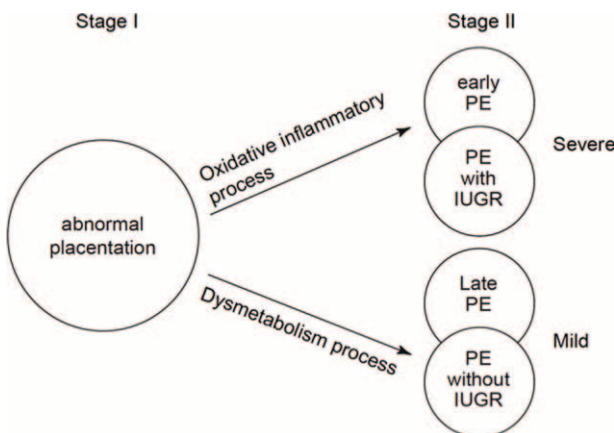 Stage I
Stage II
abnormal
placentation
Oxidative inflammatory
process
Dysmetabolism process
early
PE
PE
with
IUGR
Severe
Late
PE
PE
without
IUGR
Mild